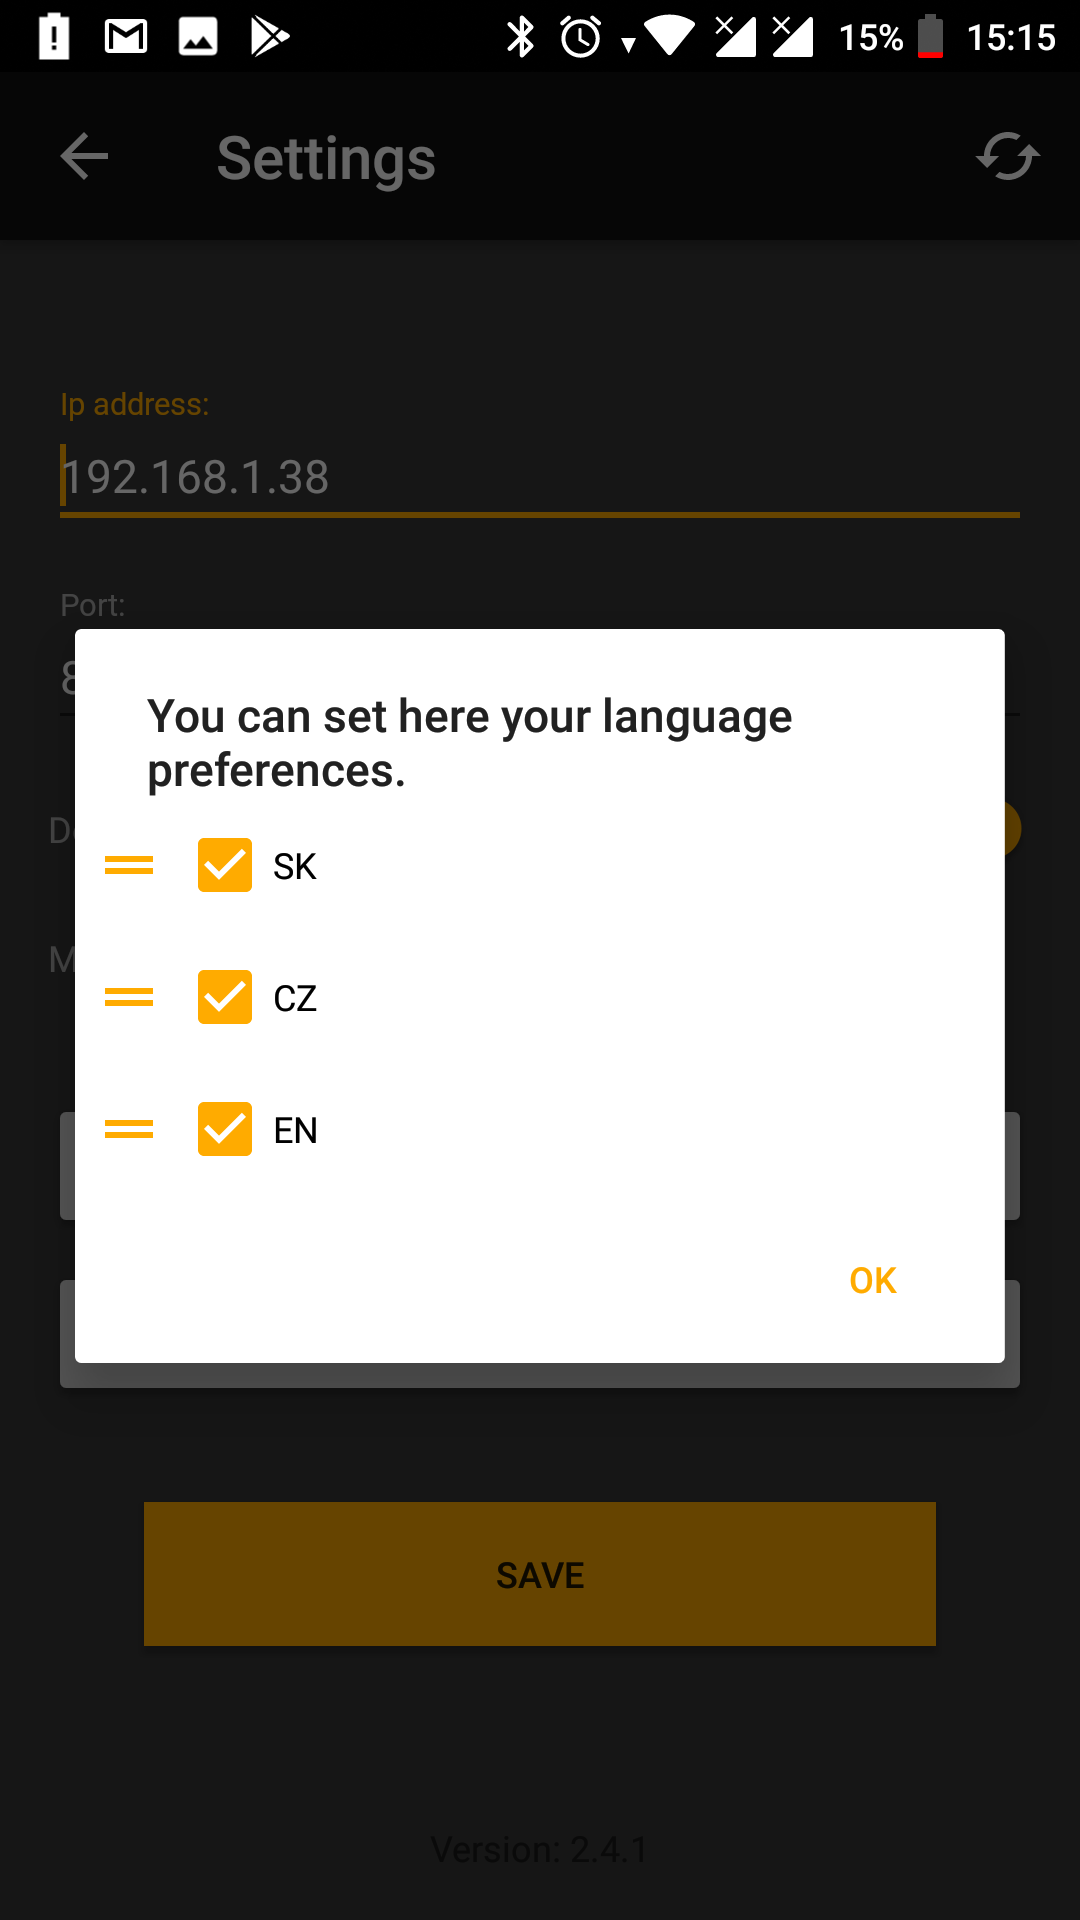 15% 15:15
Settings
Ip address:
192.168.1.38
Port:
8
You can set here your language
preferences.
SK
CZ
EN
OK
SAVE
Version: 2.4.1